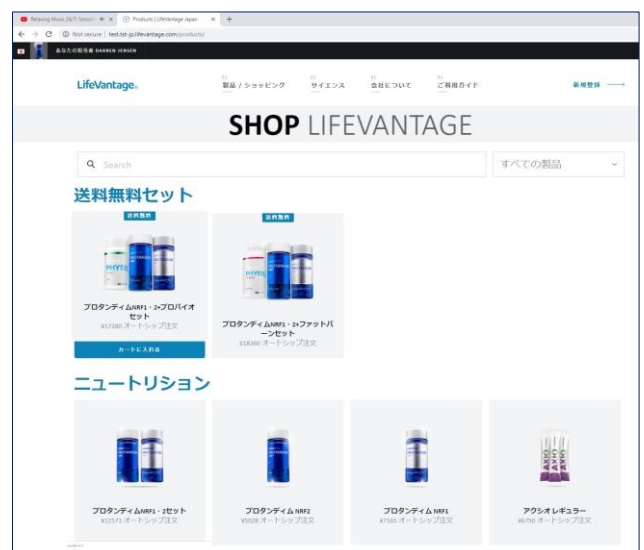 Products | LifeVantage Japan
Not secure | test.tst-jp.lifevantage.com/products/
あなたの担当者 DARREN JENSEN
LifeVantage
製品 / ショッピング
サイエンス
会社について
ご利用ガイド
新規登録
SHOP LIFEVANTAGE
Search
すべての製品
送料無料セット
送料無料
送料無料
プロタンディムNRF1・2+プロバイオ
セット
¥17280 オートシップ注文
カートに入れる
プロタンディムNRF1・2+ファットバ
ーンセット
¥18360 オートシップ注文
ニュートリション
プロタンディムNRF1・2セット
¥12571 オートシップ注文
プロタンディム NRF2
¥5028 オートシップ注文
プロタンディム NRF1
オートシップ注文
アクシオ レギュラー
¥6750 オートシップ注文